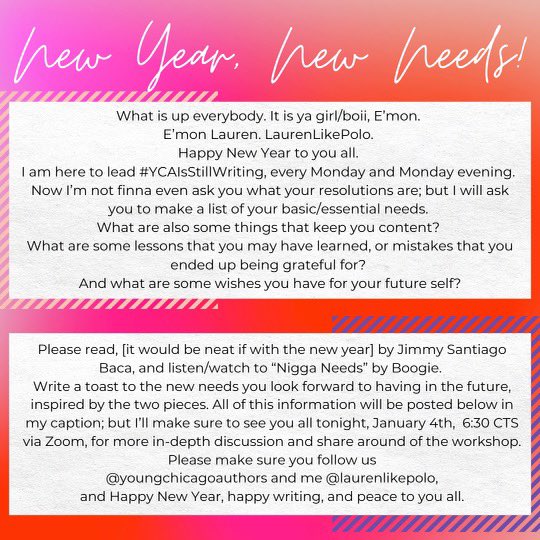 New Year, New Needs!
What is up everybody. It is ya girl/boii, E'mon.
E'mon Lauren. LaurenLikePolo.
Happy New Year to you all.
I am here to lead #YCAIsStillWriting, every Monday and Monday evening.
Now I'm not finna even ask you what your resolutions are; but I will ask
you to make a list of your basic/essential needs.
What are also some things that keep you content?
What are some lessons that you may have learned, or mistakes that you
ended up being grateful for?
And what are some wishes you have for your future self?
Please read, [it would be neat if with the new year] by Jimmy Santiago
Baca, and listen/watch to “Nigga Needs” by Boogie.
Write a toast to the new needs you look forward to having in the future,
inspired by the two pieces. All of this information will be posted below in
my caption; but I'll make sure to see you all tonight, January 4th,  6:30 CTS
via Zoom, for more in-depth discussion and share around of the workshop.
Please make sure you follow us
@youngchicagoauthors and me @laurenlikepolo,
and Happy New Year, happy writing, and peace to you all.